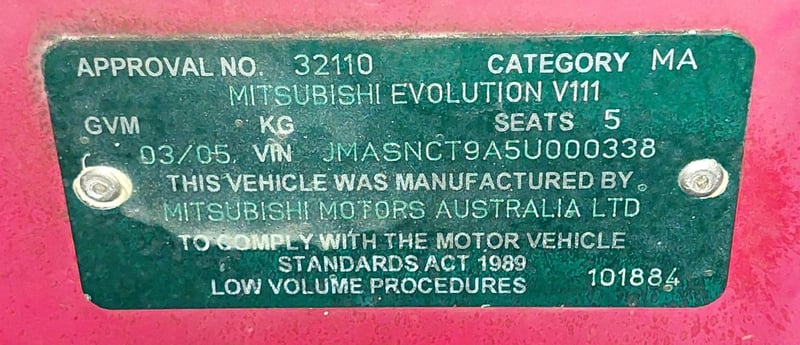 APPROVAL NO. 32110 CATEGORY MA
MITSUBISHI EVOLUTION V111
GVM KG SEATS 5
03/05 VIN JMASNCT9A5U000338
THIS VEHICLE WAS MANUFACTURED BY
MITSUBISHI MOTORS AUSTRALIA LTD
TO COMPLY WITH THE MOTOR VEHICLE
STANDARDS ACT 1989
LOW VOLUME PROCEDURES 101884